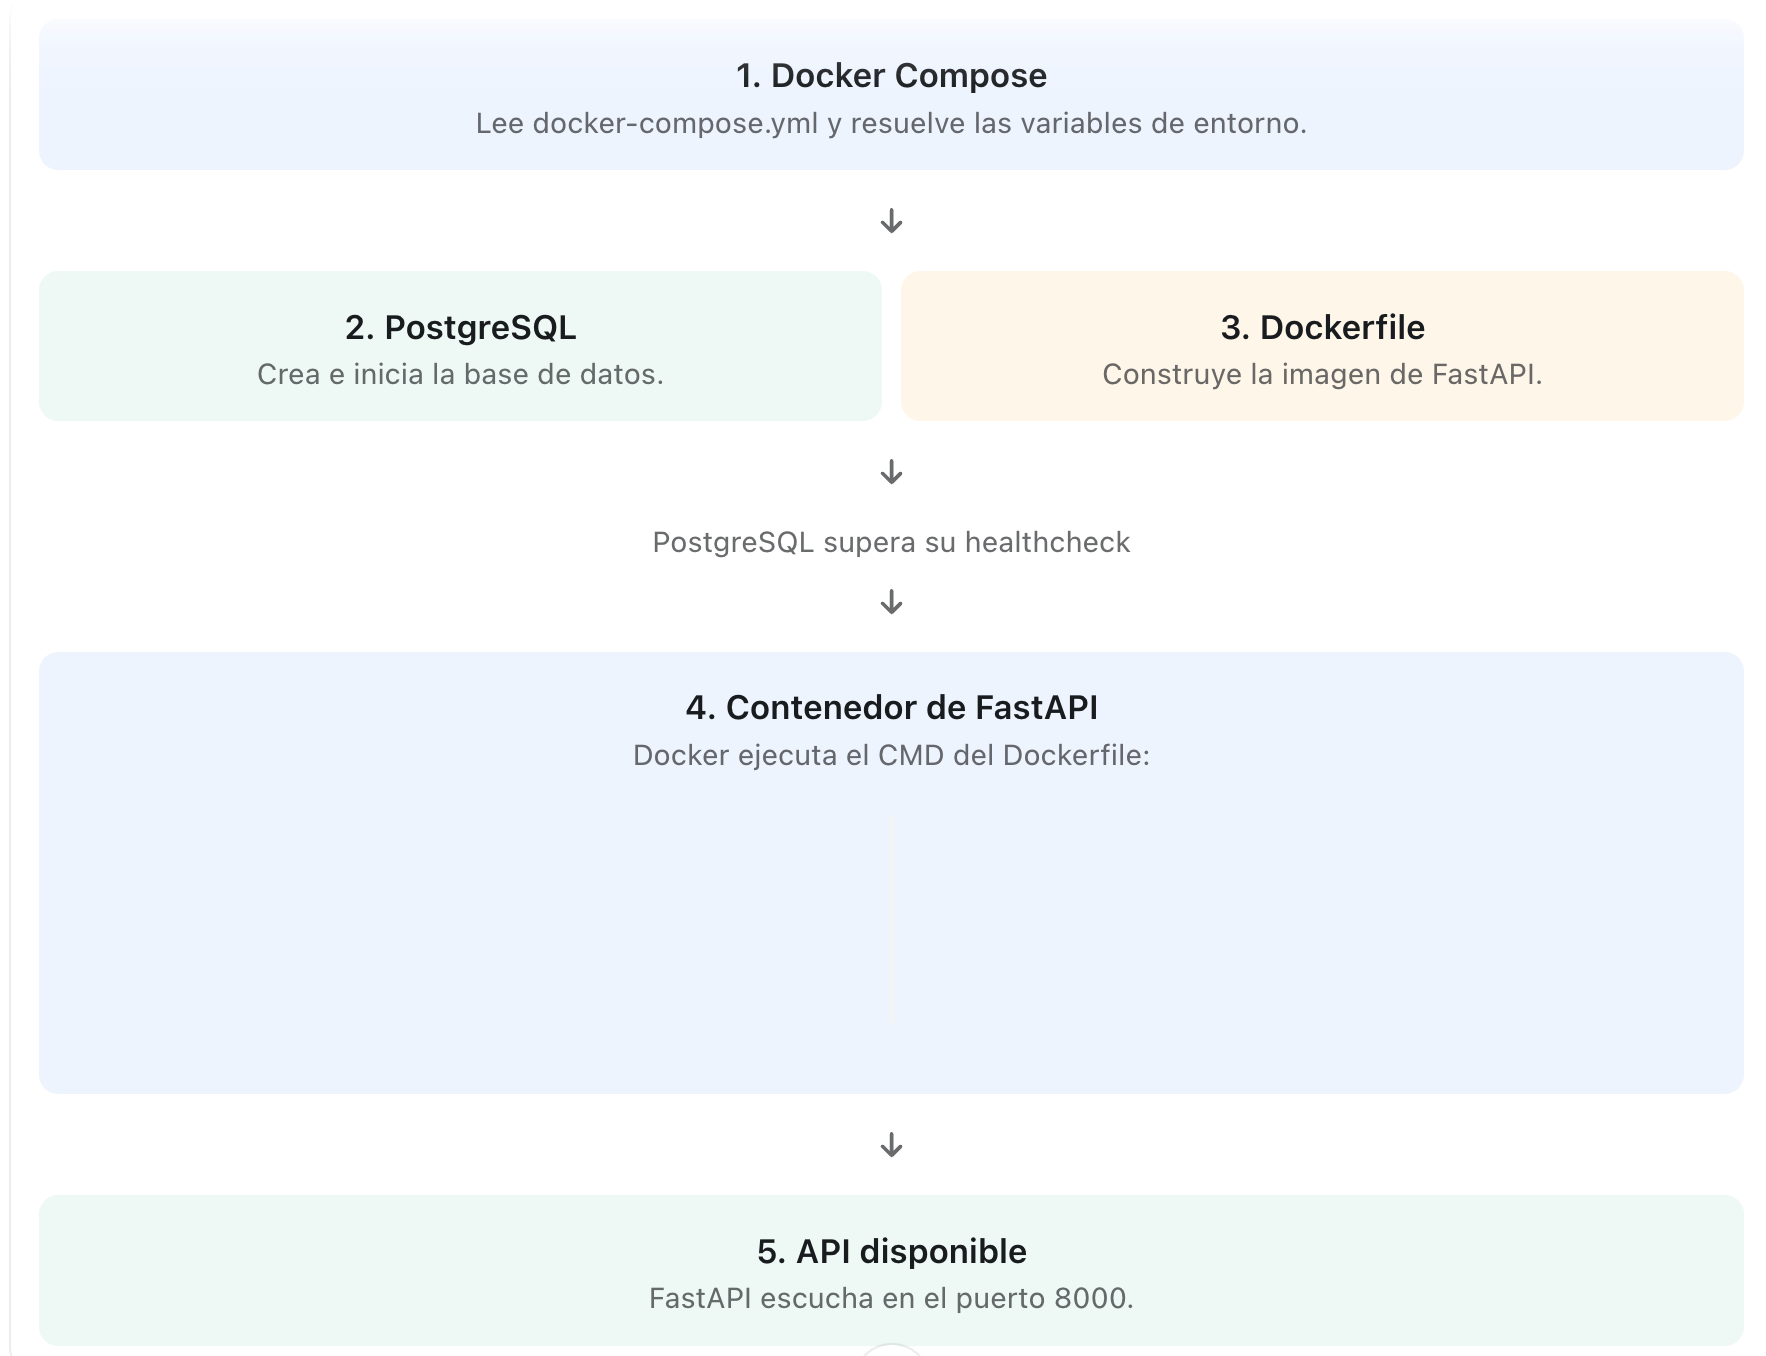 1. Docker Compose
Lee docker-compose.yml y resuelve las variables de entorno.
2. PostgreSQL
Crea e inicia la base de datos.
3. Dockerfile
Construye la imagen de FastAPI.
PostgreSQL supera su healthcheck
4. Contenedor de FastAPI
Docker ejecuta el CMD del Dockerfile:
5. API disponible
FastAPI escucha en el puerto 8000.